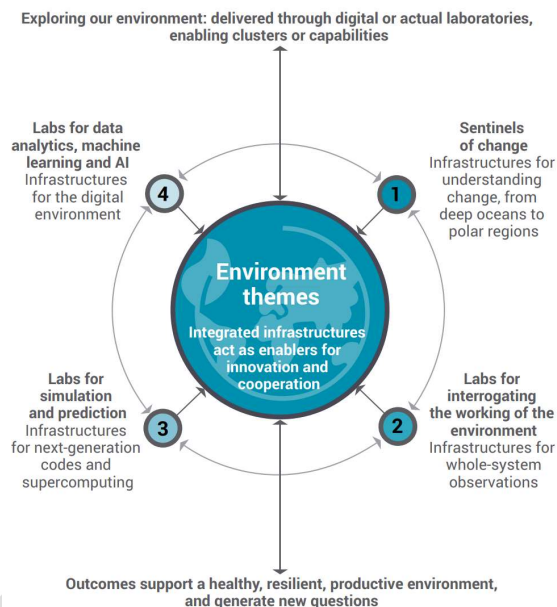 Exploring our environment: delivered through digital or actual laboratories,
enabling clusters or capabilities
Labs for data
analytics, machine
learning and AI
Infrastructures
for the digital
environment
4
Sentinels
of change
Infrastructures for
understanding
change, from
deep oceans to
polar regions
1
Environment
themes
Integrated infrastructures
act as enablers for
innovation and
cooperation
Labs for
simulation
and prediction
Infrastructures
for next-generation
codes and
supercomputing
3
Labs for
interrogating
the working of the
environment
Infrastructures for
whole-system
observations
2
Outcomes support a healthy, resilient, productive environment,
and generate new questions